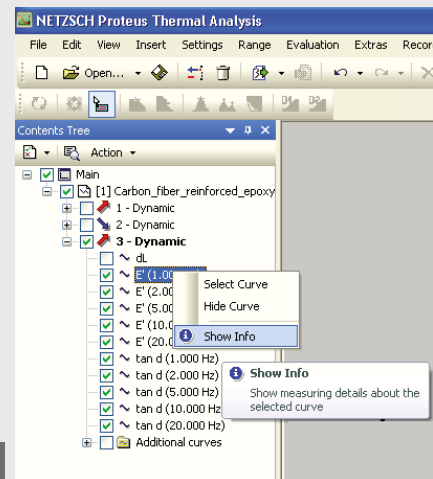 NETZSCH Proteus Thermal Analysis
File Edit View Insert Settings Range Evaluation Extras
Open...
Contents Tree
Action
Main
[1] Carbon_fiber_reinforced_epoxy
1 - Dynamic
2 - Dynamic
3 - Dynamic
dL
E' (1.00
Select Curve
E' (2.00
Hide Curve
E' (5.00
E' (10.0
Show Info
E' (20.0
tan d (1.000 Hz)
tan d (2.000 Hz)
tan d (5.000 Hz)
tan d (10.000 Hz
tan d (20.000 Hz)
Additional curves
Show Info
Show measuring details about the
selected curve